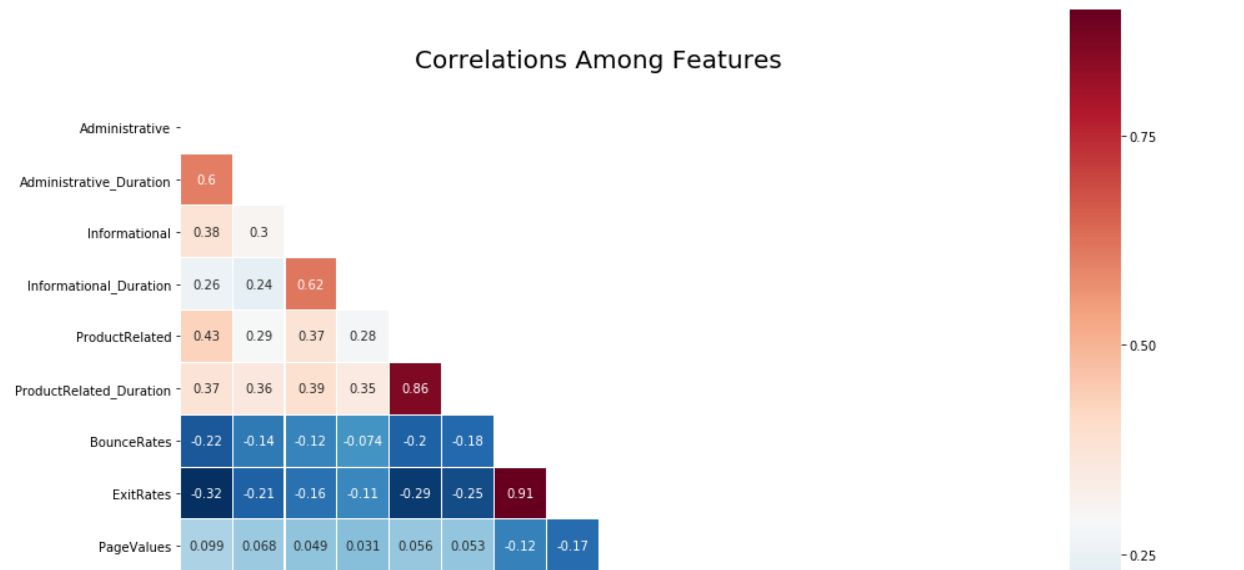 Correlations Among Features
Administrative
Administrative_Duration 0.6
Informational 0.38 0.3
Informational_Duration 0.26 0.24 0.62
ProductRelated 0.43 0.29 0.37 0.28
ProductRelated_Duration 0.37 0.36 0.39 0.35 0.86
BounceRates -0.22 -0.14 -0.12 -0.074 -0.2 -0.18
ExitRates -0.32 -0.21 -0.16 -0.11 -0.29 -0.25 0.91
PageValues 0.099 0.068 0.049 0.031 0.056 0.053 -0.12 -0.17
0.75
0.50
0.25